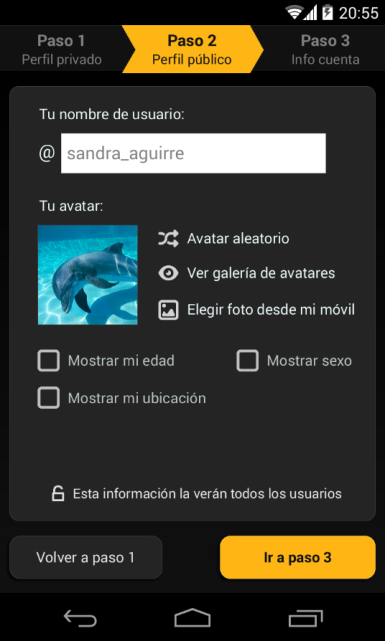 20:55
Paso 1
Perfil privado
Paso 2
Perfil público
Paso 3
Info cuenta
Tu nombre de usuario:
@ sandra_aguirre
Tu avatar:
Avatar aleatorio
Ver galería de avatares
Elegir foto desde mi móvil
Mostrar mi edad
Mostrar sexo
Mostrar mi ubicación
Esta información la verán todos los usuarios
Volver a paso 1
Ir a paso 3